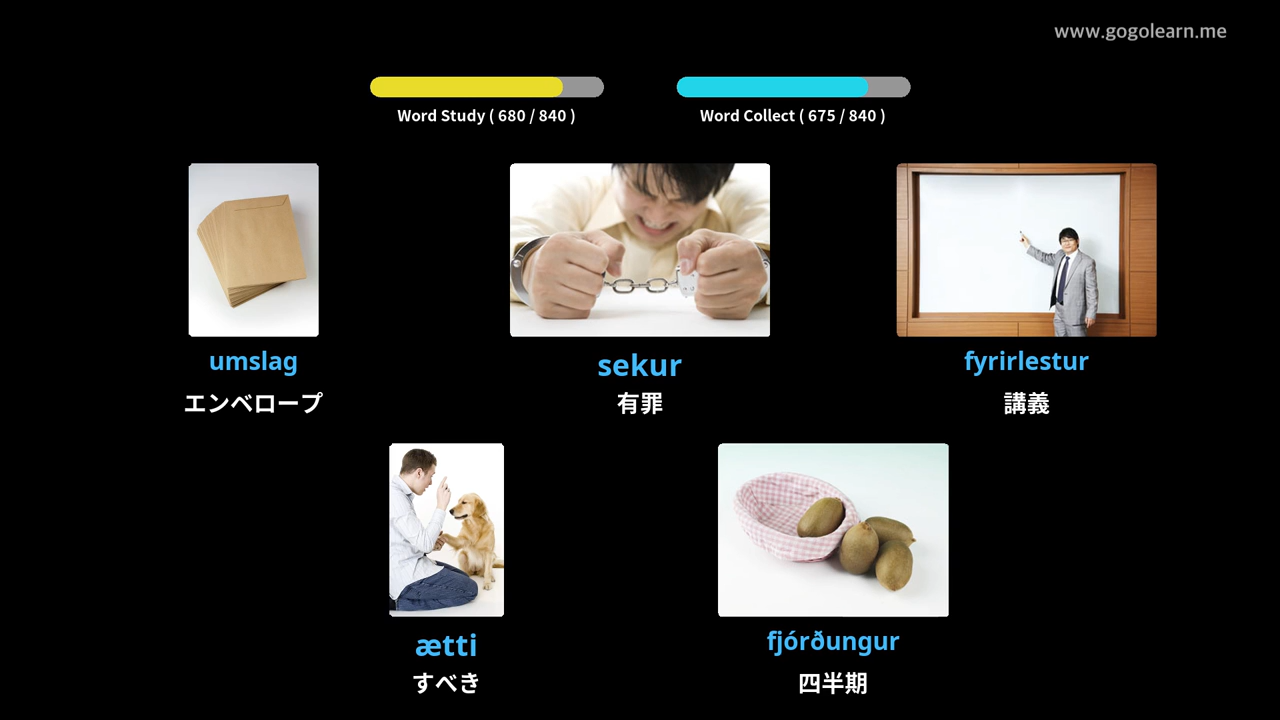 www.gogolearn.me
Word Study ( 680 / 840 )
Word Collect ( 675 / 840 )
umslag
エンベロープ
sekur
有罪
fyrirlestur
講義
ætti
すべき
fjórðungur
四半期